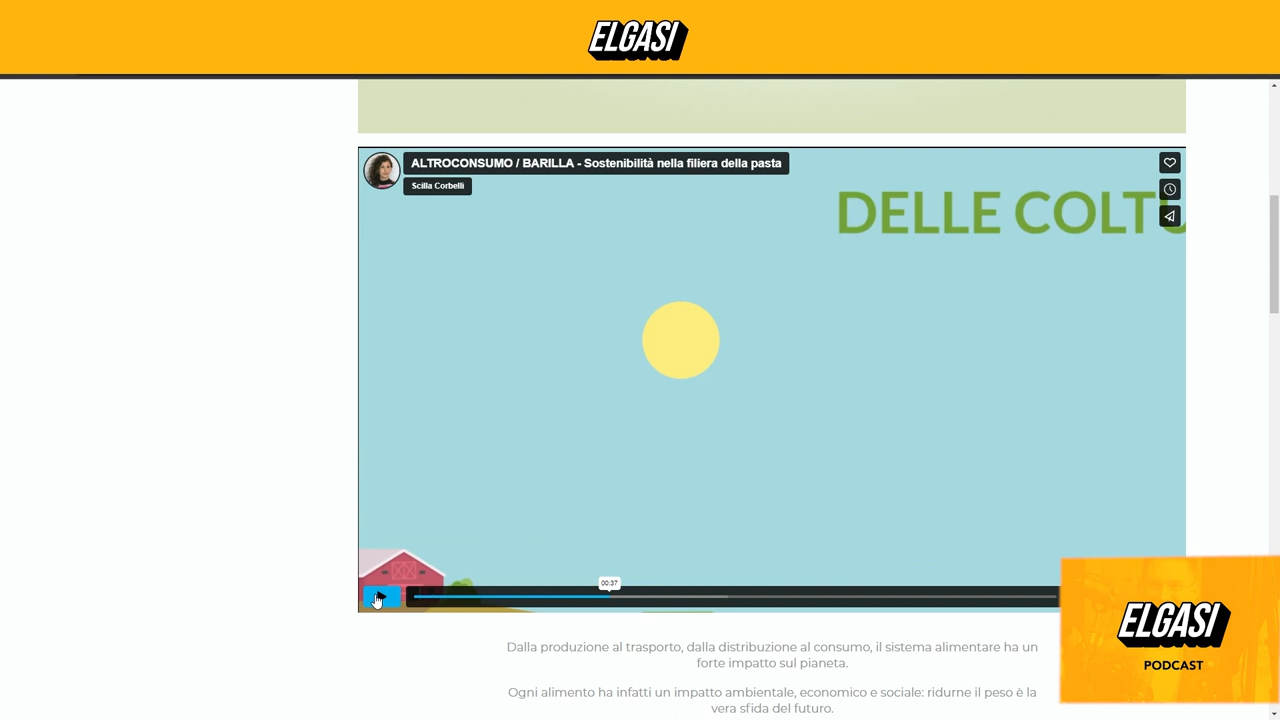 ELGASI
ALTROCONSUMO / BARILLA - Sostenibilità nella filiera della pasta
Scilla Corbelli
DELLE COLTU
00:37
Dalla produzione al trasporto, dalla distribuzione al consumo, il sistema alimentare ha un
forte impatto sul pianeta.
Ogni alimento ha infatti un impatto ambientale, economico e sociale: ridurne il peso è la
vera sfida del futuro.
ELGASI
PODCAST